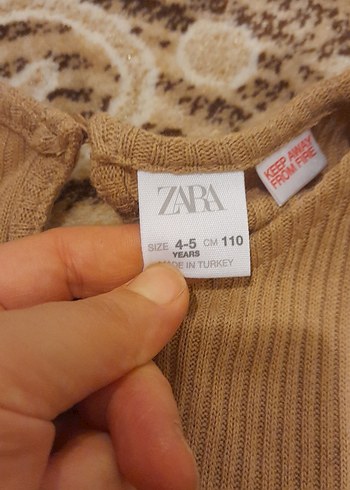 ZARA
SIZE 4-5 CM 110
YEARS
MADE IN TURKEY
KEEP AWAY
FROM FIRE